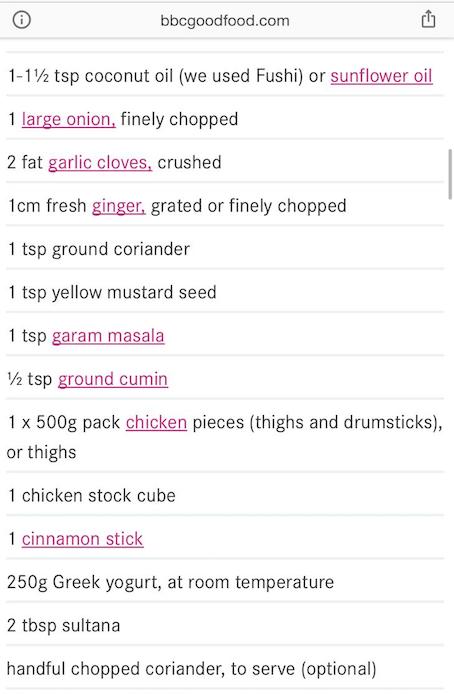 bbcgoodfood.com
1-1½ tsp coconut oil (we used Fushi) or sunflower oil
1 large onion, finely chopped
2 fat garlic cloves, crushed
1cm fresh ginger, grated or finely chopped
1 tsp ground coriander
1 tsp yellow mustard seed
1 tsp garam masala
½ tsp ground cumin
1 x 500g pack chicken pieces (thighs and drumsticks),
or thighs
1 chicken stock cube
1 cinnamon stick
250g Greek yogurt, at room temperature
2 tbsp sultana
handful chopped coriander, to serve (optional)